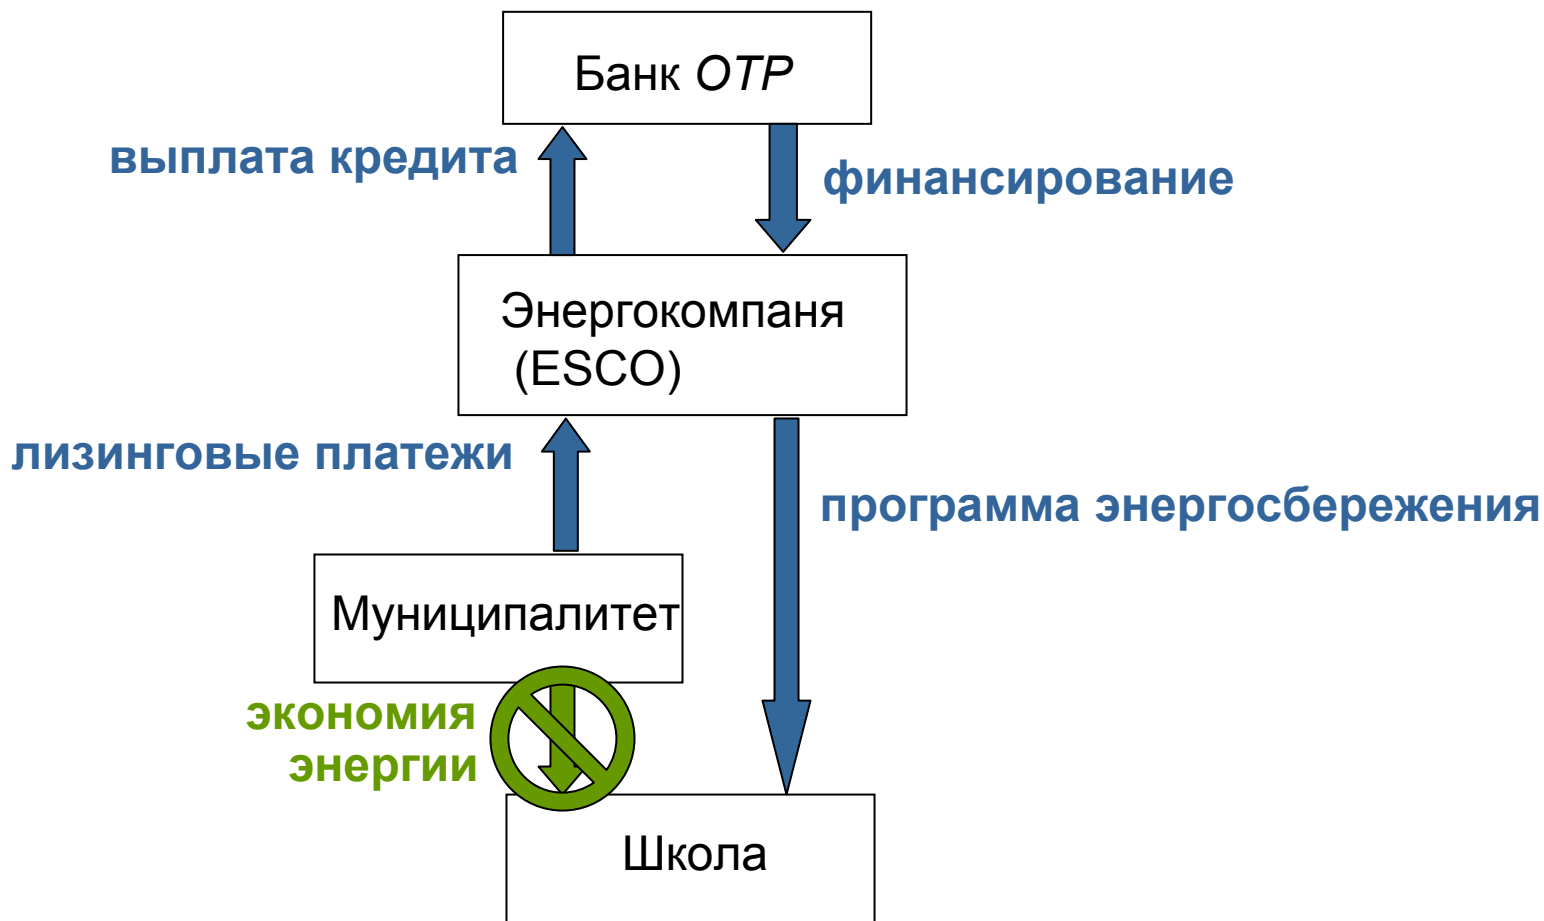 Банк OTP
выплата кредита
финансирование
Энергокомпаня
(ESCO)
лизинговые платежи
программа энергосбережения
Муниципалитет
экономия
энергии
Школа